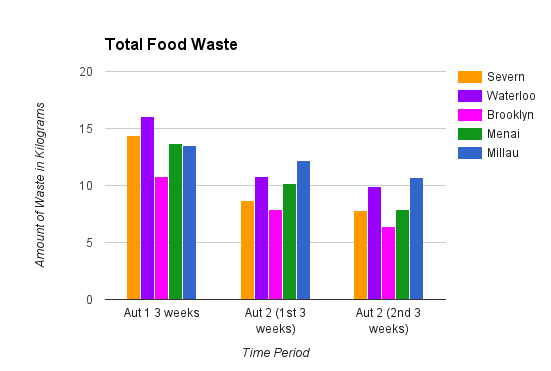 Total Food Waste
20
15
10
5
0
Amount of Waste in Kilograms
Severn
Waterloo
Brooklyn
Menai
Millau
Aut 1 3 weeks
Aut 2 (1st 3
weeks)
Aut 2 (2nd 3
weeks)
Time Period